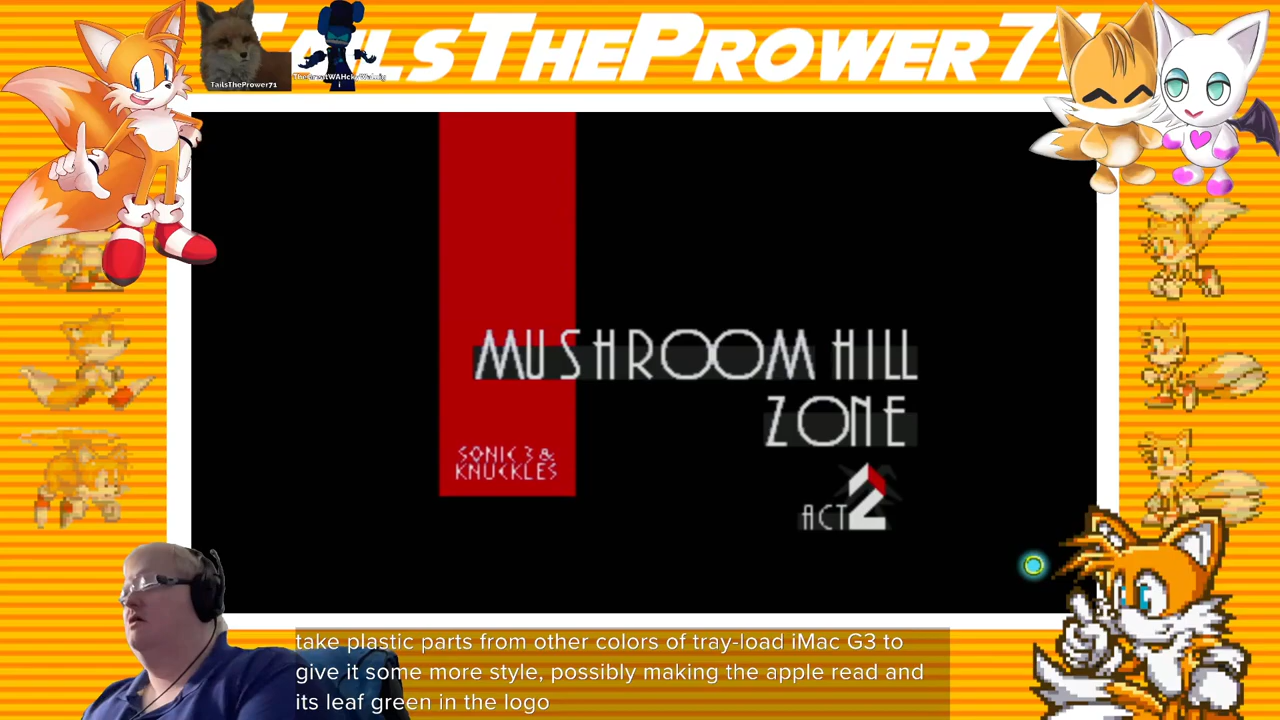 TAILSTHEPROWER71
TailsThePrower71
MUSHROOM HILL
ZONE
SONIC 3 &
KNUCKLES
ACT 2
take plastic parts from other colors of tray-load iMac G3 to
give it some more style, possibly making the apple read and
its leaf green in the logo